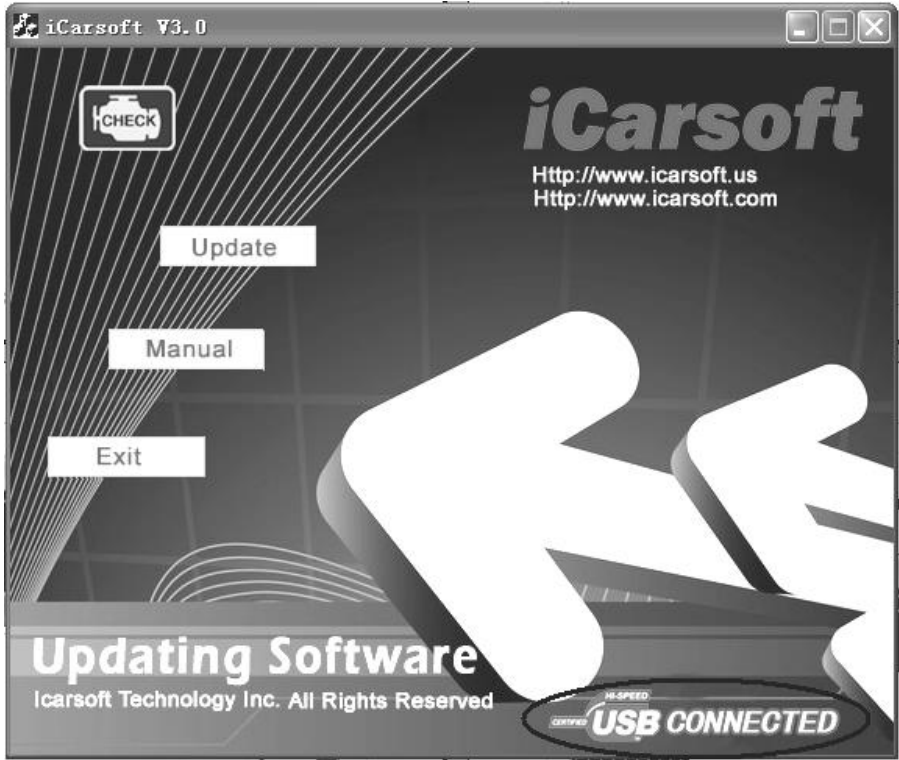 iCarsoft V3.0
CHECK
iCarsoft
Http://www.icarsoft.us
Http://www.icarsoft.com
Update
Manual
Exit
Updating Software
Icarsoft Technology Inc. All Rights Reserved
HI-SPEED
CERTIFIED USB CONNECTED